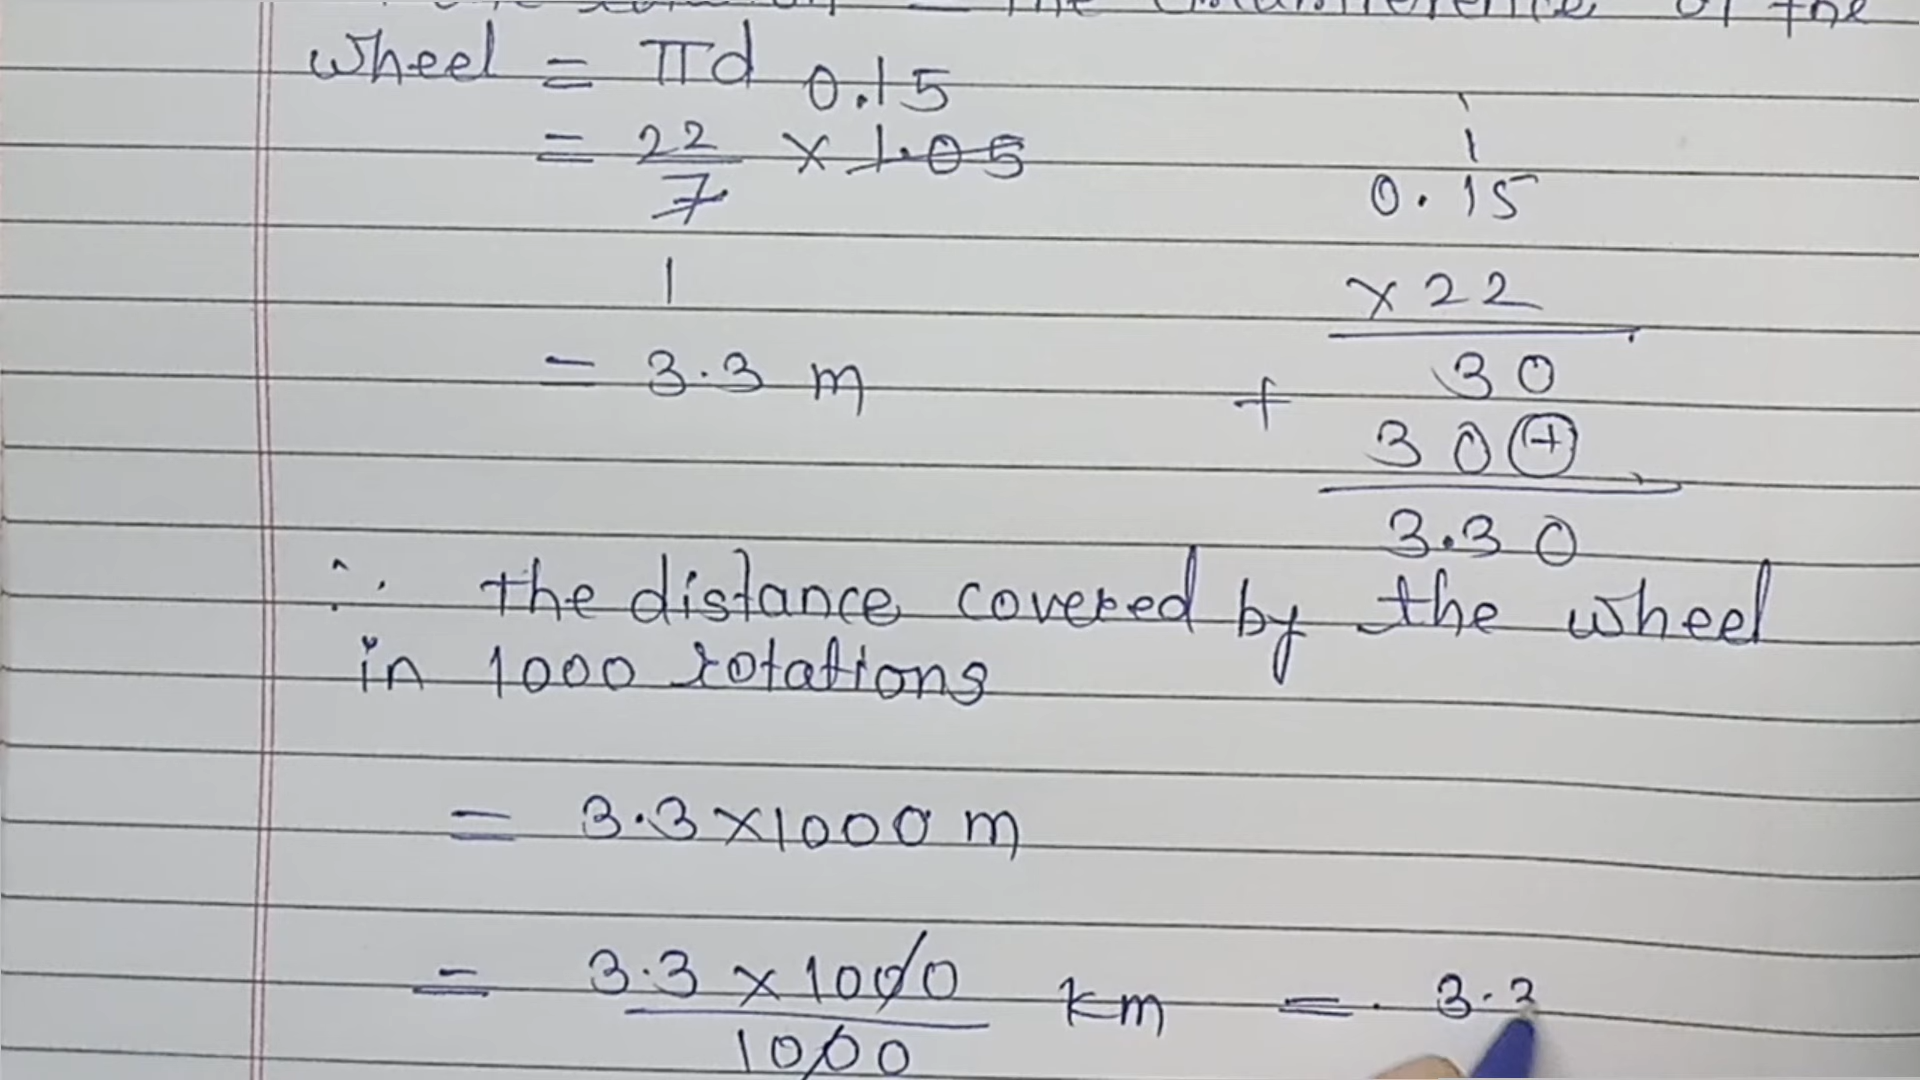 the
wheel = πd
0.15
= 22/7 × 1.05
1
= 3.3 m
1
0.15
×22
30
+ 30+
3.30
∴ the distance covered by the wheel
in 1000 rotations
= 3.3×1000 m
= 3.3 × 1000/1000 km = 3.3